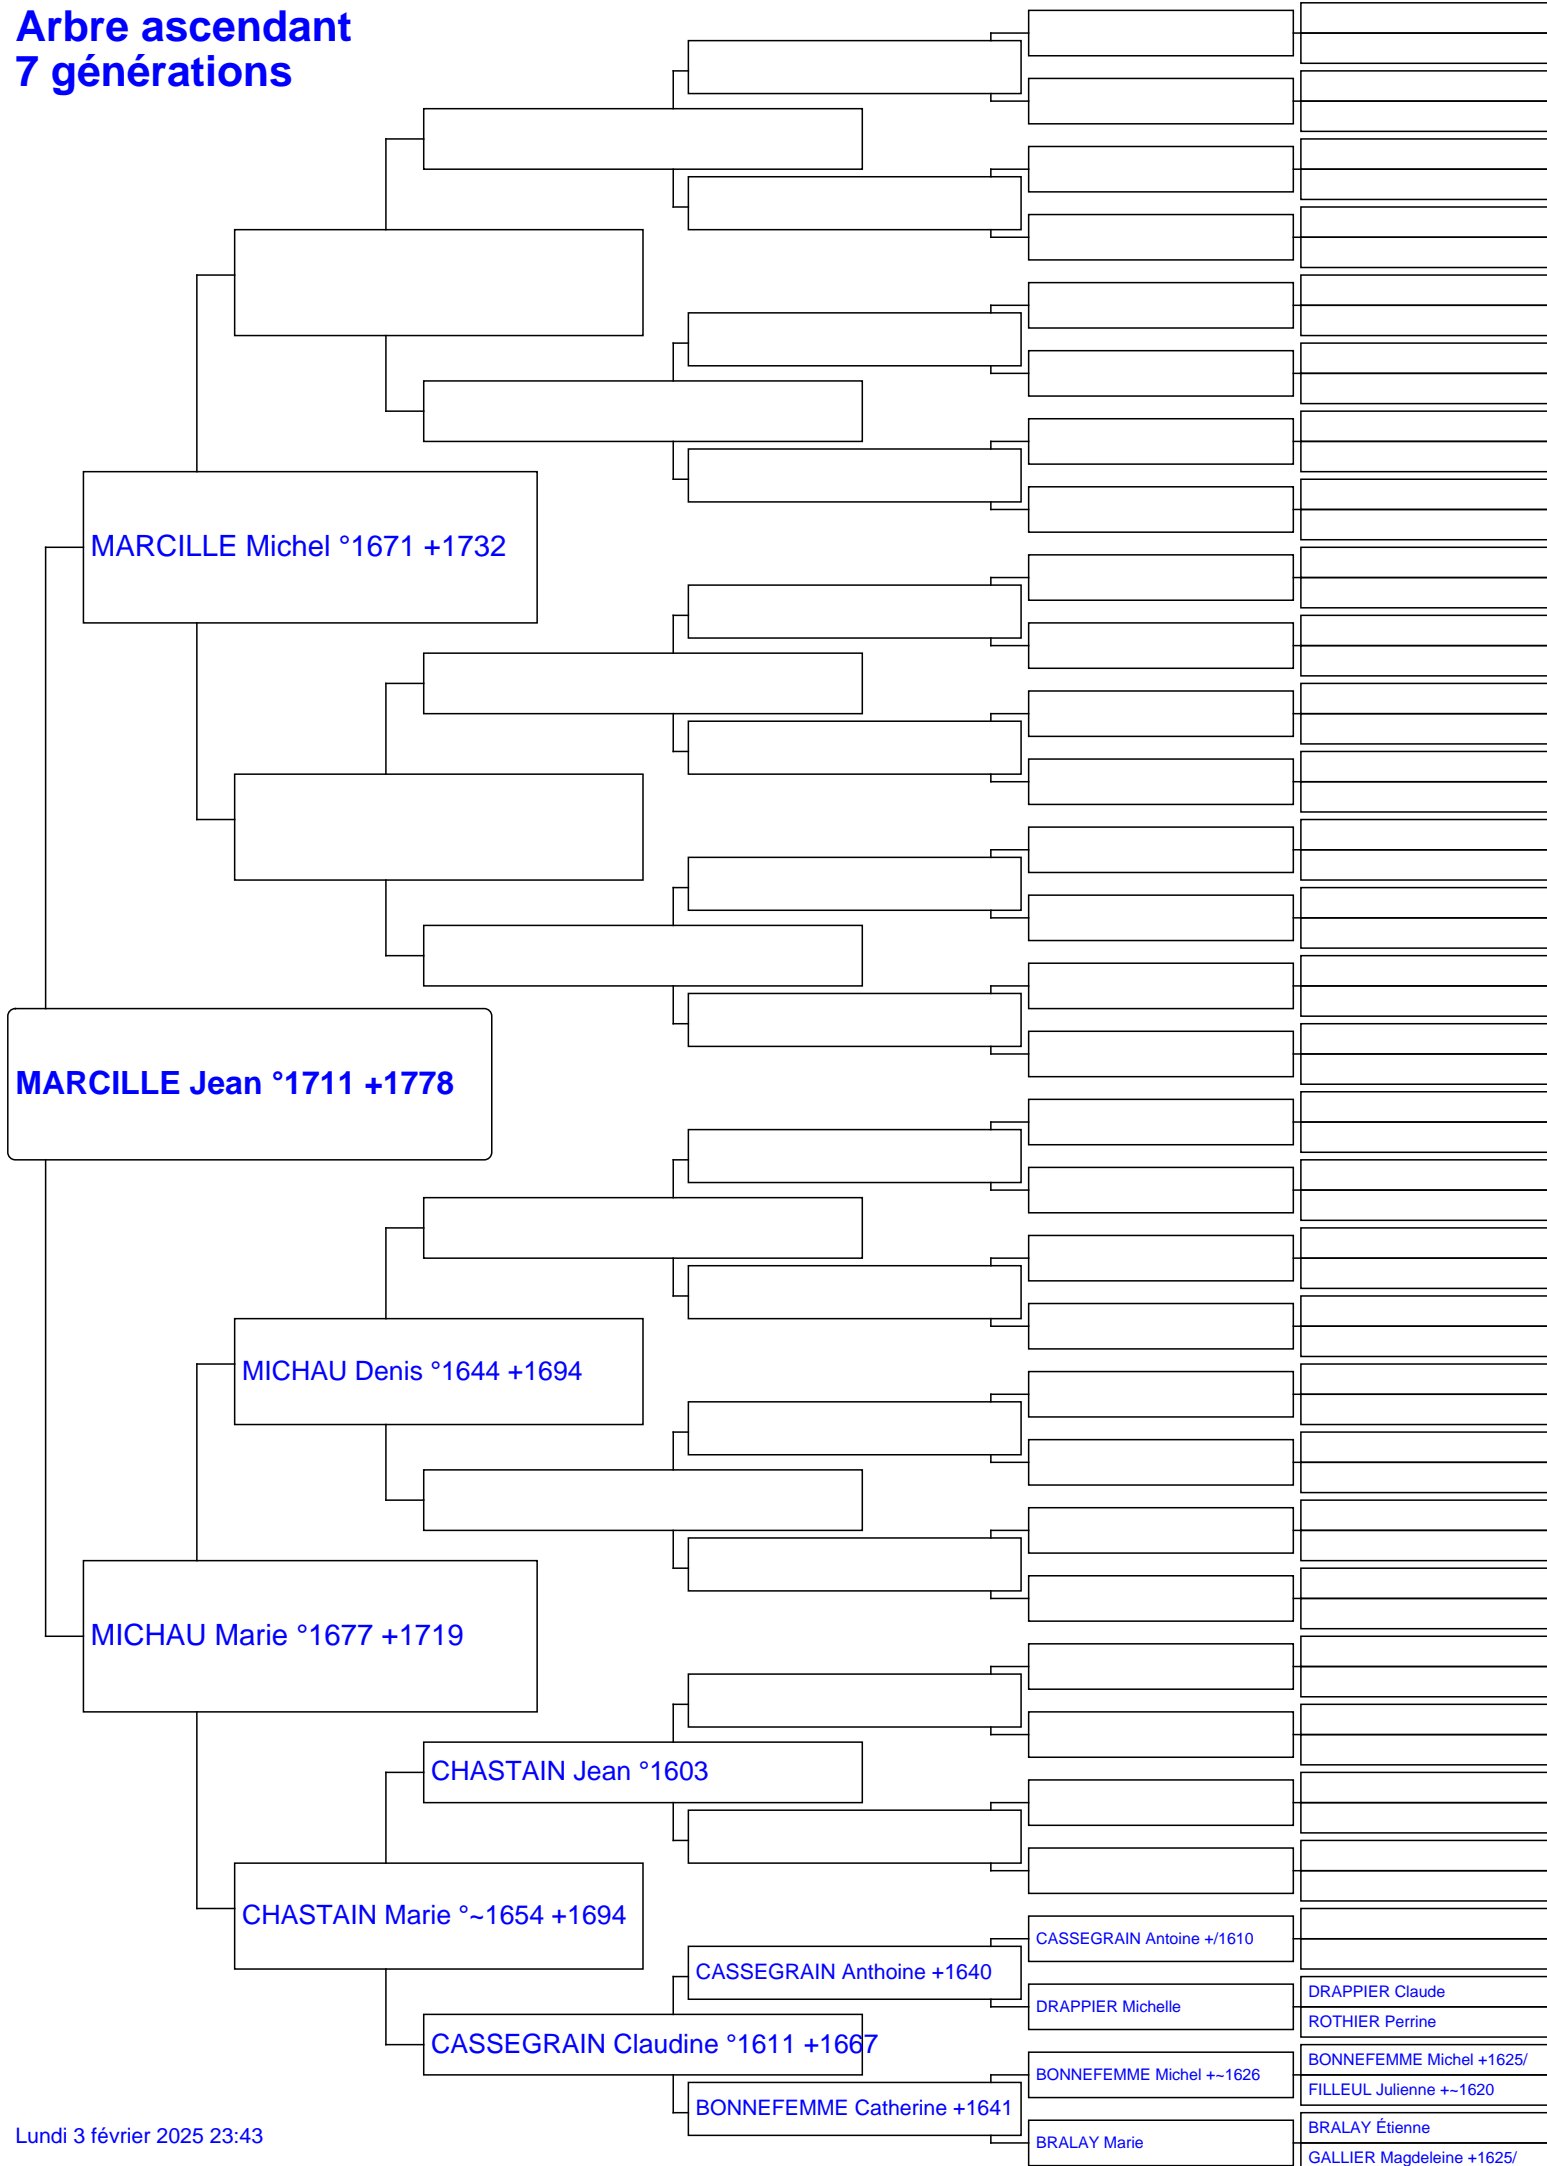 Arbre ascendant
7 générations
MARCILLE Michel °1671 +1732
MARCILLE Jean °1711 +1778
MICHAU Denis °1644 +1694
MICHAU Marie °1677 +1719
CHASTAIN Jean °1603
CHASTAIN Marie °~1654 +1694
CASSEGRAIN Antoine +/1610
CASSEGRAIN Anthoine +1640
DRAPPIER Claude
DRAPPIER Michelle
ROTHIER Perrine
CASSEGRAIN Claudine °1611 +1667
BONNEFEMME Michel +1625/
BONNEFEMME Michel +~1626
FILLEUL Julienne +~1620
BONNEFEMME Catherine +1641
BRALAY Étienne
BRALAY Marie
GALLIER Magdeleine +1625/
Lundi 3 février 2025 23:43